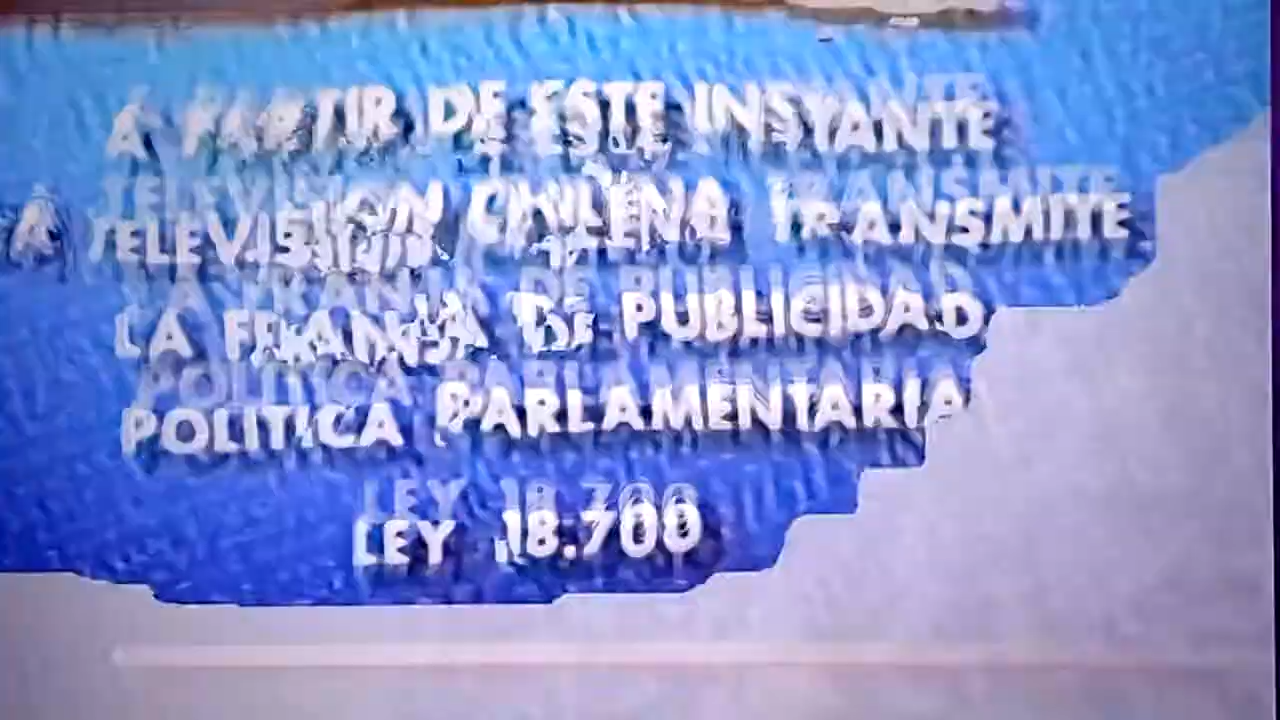 A PARTIR DE ESTE INSTANTE
TELEVISION CHILENA TRANSMITE
LA FRANJA DE PUBLICIDAD
POLITICA PARLAMENTARIA
LEY 18.700